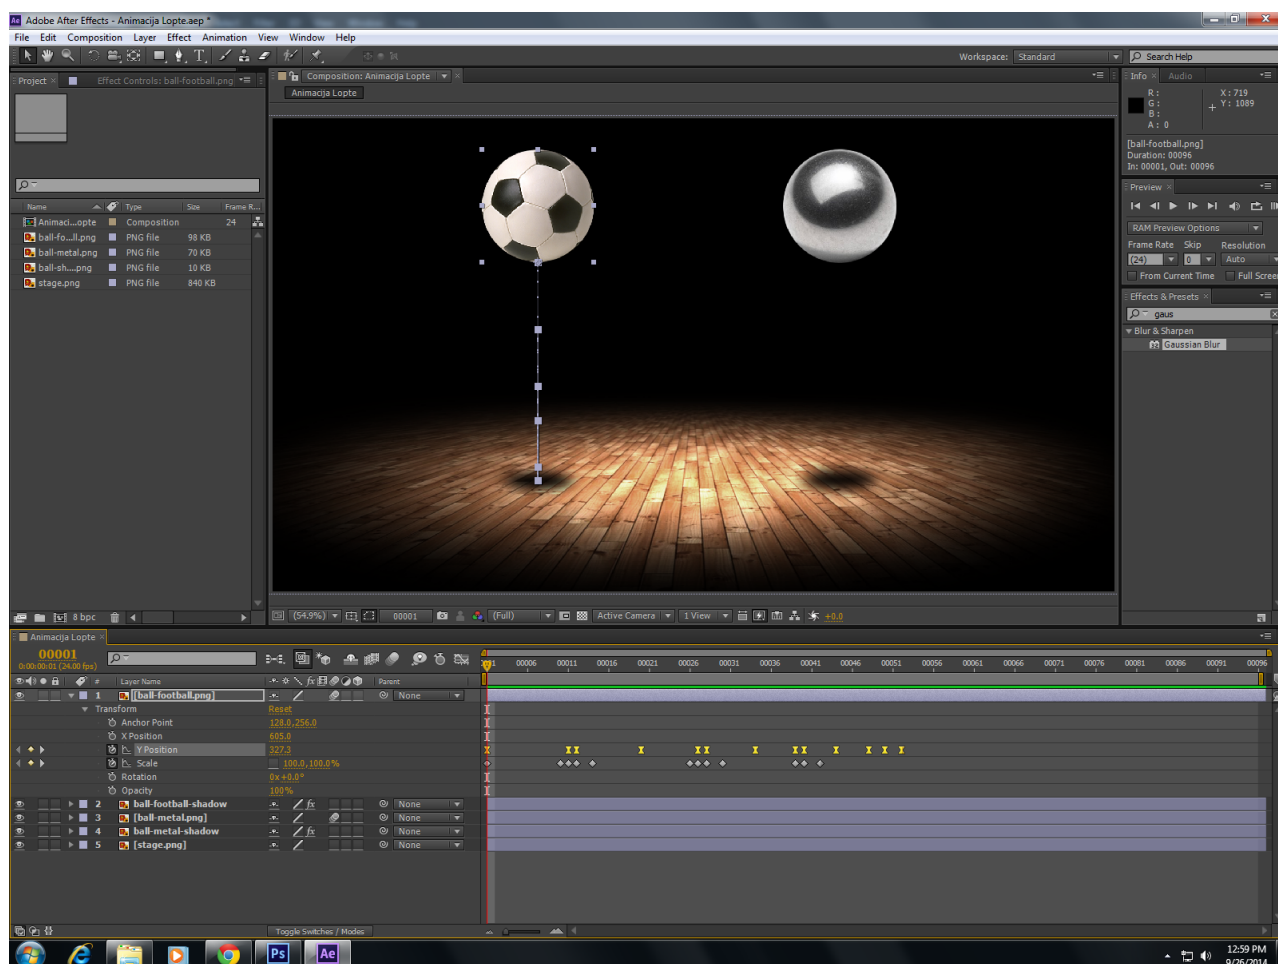 Adobe After Effects - Animacija Lopte.aep *
File Edit Composition Layer Effect Animation View Window Help
Workspace: Standard
Search Help
Project
Effect Controls: ball-football.png
Composition: Animacija Lopte
Animacija Lopte
Info
Audio
R :
G :
B :
A : 0
X : 719
Y : 1089
[ball-football.png]
Duration: 00096
In: 00001, Out: 00096
Preview
RAM Preview Options
Frame Rate Skip Resolution
(24) 0 Auto
From Current Time Full Scree
Effects & Presets
gaus
Blur & Sharpen
Gaussian Blur
Name Type Size Frame R...
Animaci...opte Composition 24
ball-fo...ll.png PNG file 98 KB
ball-metal.png PNG file 70 KB
ball-sh....png PNG file 10 KB
stage.png PNG file 840 KB
8 bpc
(54.9%) 00001 (Full) Active Camera 1 View +0.0
Animacija Lopte
00001
0:00:00:01 (24.00 fps)
00006 00011 00016 00021 00026 00031 00036 00041 00046 00051 00056 00061 00066 00071 00076 00081 00086 00091 00096
# Layer Name Parent
1 [ball-football.png] None
Transform Reset
Anchor Point 128.0,256.0
X Position 605.0
Y Position 327.3
Scale 100.0,100.0%
Rotation 0x+0.0°
Opacity 100%
2 ball-football-shadow fx None
3 [ball-metal.png] None
4 ball-metal-shadow fx None
5 [stage.png] None
Toggle Switches / Modes
Ps
Ae
12:59 PM
9/26/2014